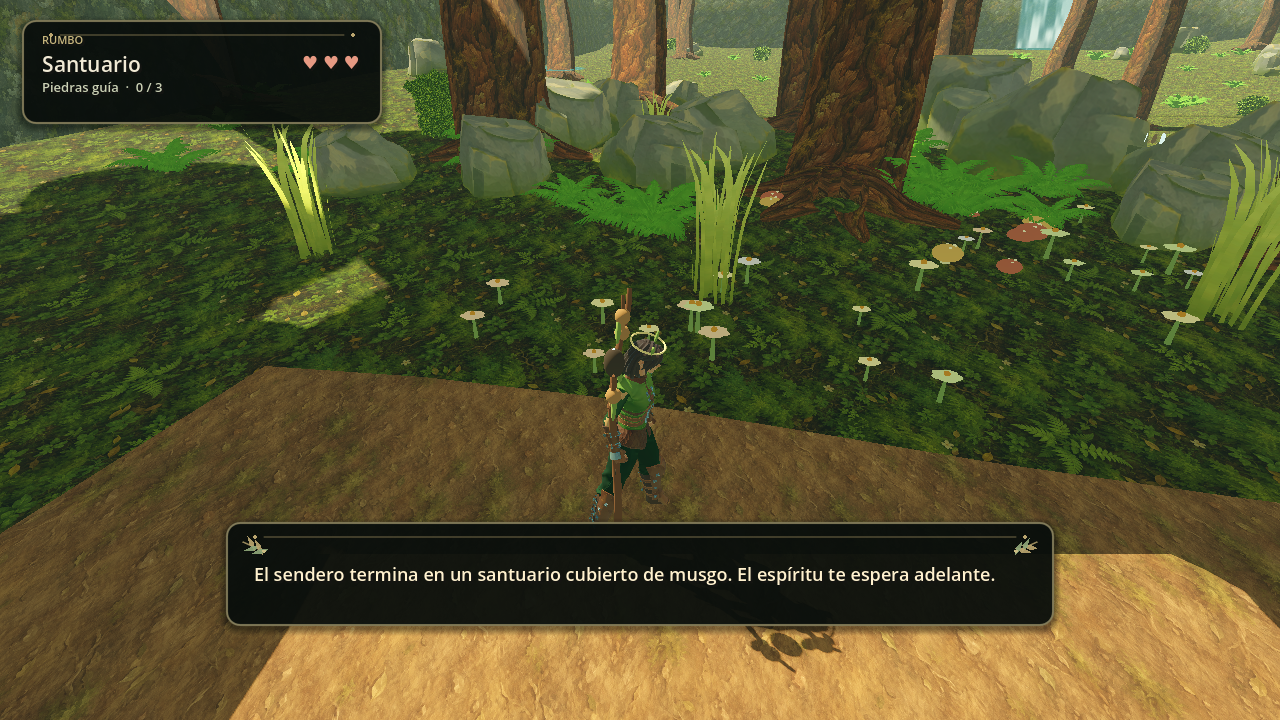 RUMBO
Santuario
Piedras guía · 0 / 3
El sendero termina en un santuario cubierto de musgo. El espíritu te espera adelante.